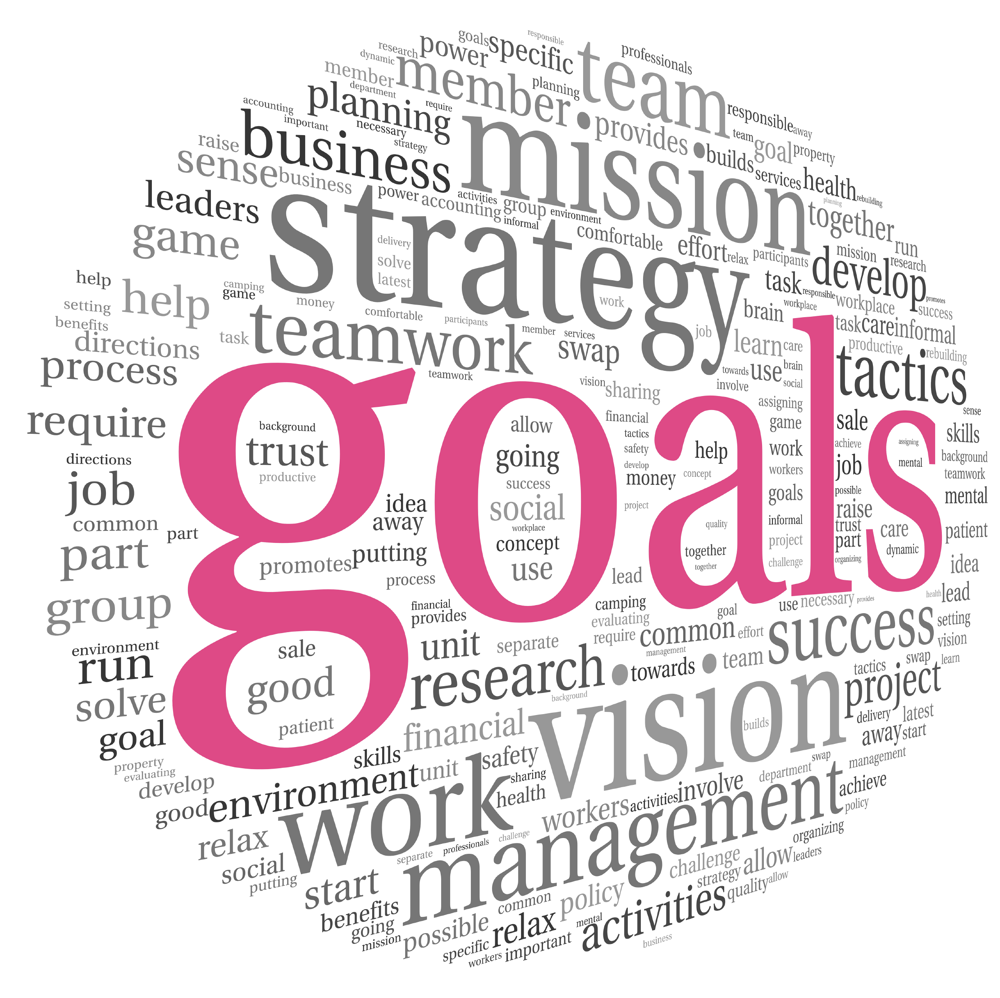 responsible
goals
specific
power
research
dynamic
team
professionals
member
member
planning
department
planning
require
responsible
away
accounting
important
necessary
strategy
business
mission
provides
team
goal
property
builds
services
health
rebuilding
raise
sense
business
power
accounting
activities
group
environment
informal
planning
together
run
leaders
strategy
comfortable
effort
relax
participants
mission
research
develop
promotes
game
delivery
solve
latest
work
task
responsible
workplace
workplace
success
help
help
camping
game
money
comfortable
participants
member
services
job
brain
task
care
informal
setting
benefits
directions
task
teamwork
swap
learn
care
productive
rebuilding
process
teamwork
vision
sharing
towards
use
brain
social
involve
tactics
goals
require
background
trust
productive
allow
going
success
social
workplace
concept
use
financial
tactics
safety
develop
money
project
assigning
game
work
workers
goals
informal
project
challenge
help
concept
quality
together
together
sale
achieve
job
possible
raise
trust
part
organizing
assigning
mental
care
dynamic
sense
skills
background
teamwork
mental
patient
idea
lead
health
directions
job
common
part
part
idea
away
putting
promotes
process
lead
group
financial
provides
camping
evaluating
require
goal
use
necessary
provides
environment
run
sale
good
patient
unit
separate
common
effort
management
success
setting
vision
solve
research
towards
team
tactics
swap
learn
background
project
goal
financial
vision
builds
delivery
latest
away
start
property
evaluating
develop
skills
unit
safety
department
swap
management
good
environment
work
sharing
health
workers
activities
involve
achieve
policy
relax
social
putting
separate
professionals
challenge
management
organizing
start
challenge
allow
leaders
strategy
benefits
going
mission
possible
common
policy
quality
allow
specific
relax
mental
activities
workers
important
business